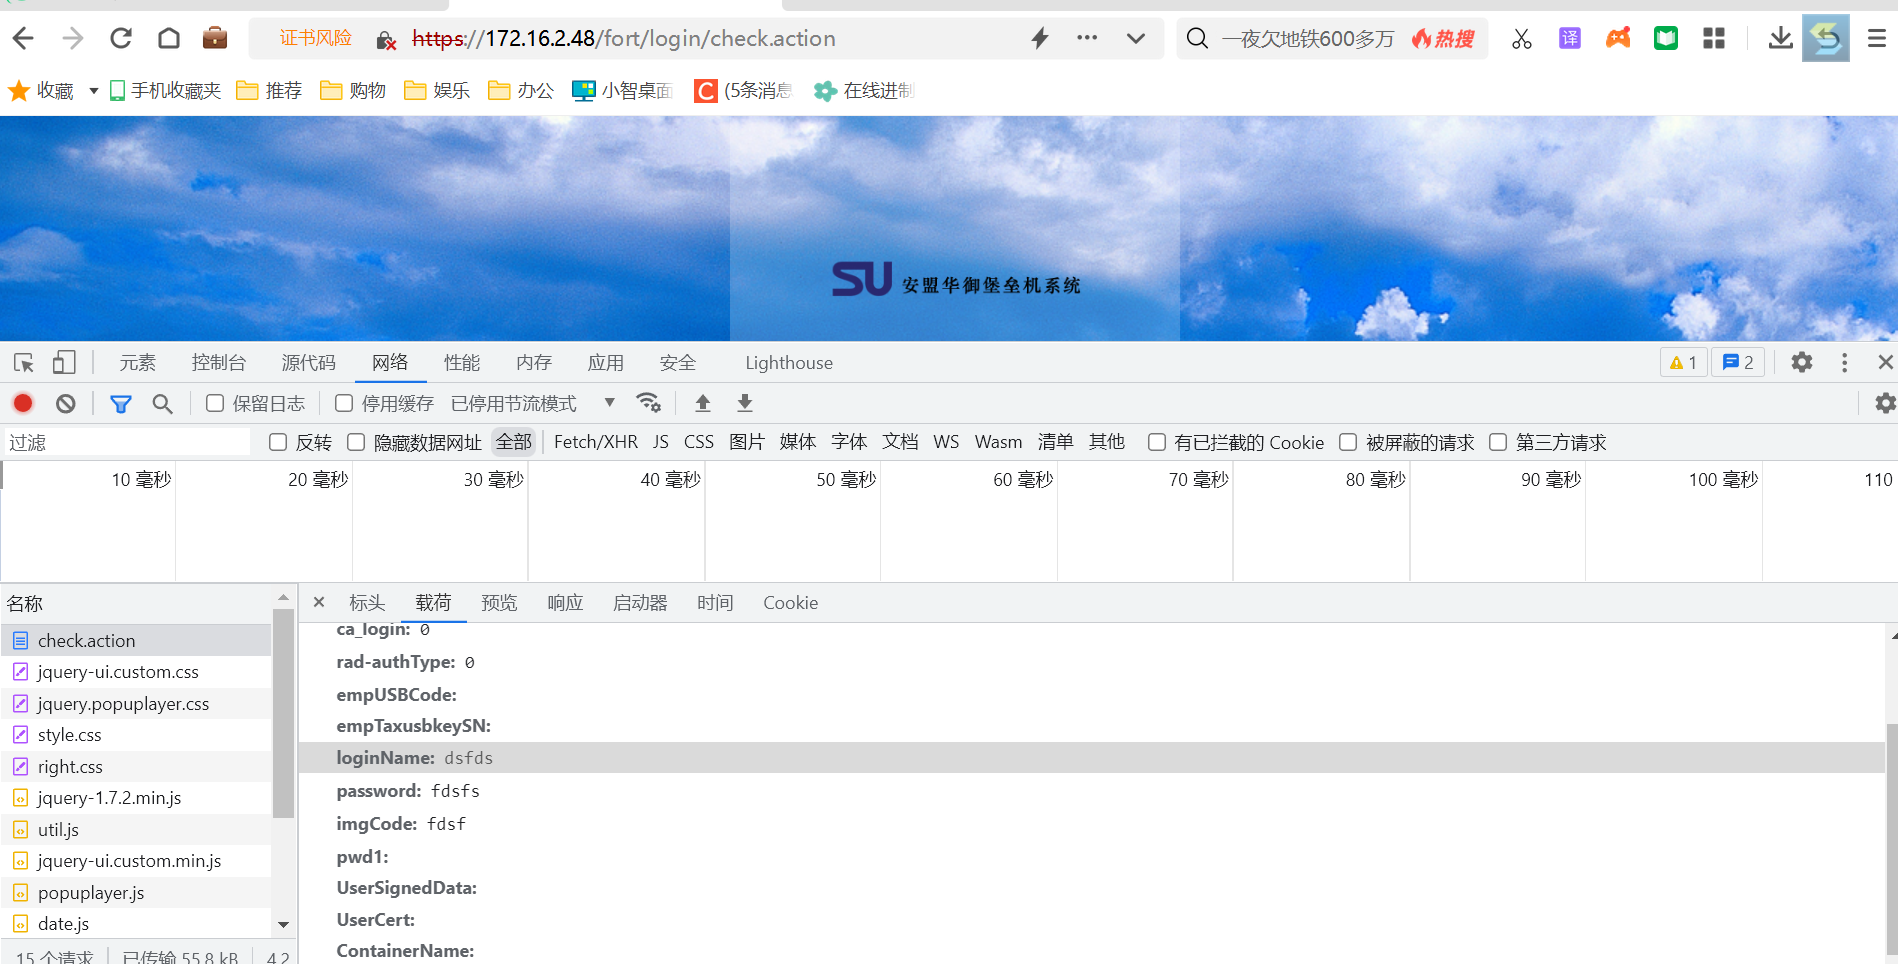 证书风险 https://172.16.2.48/fort/login/check.action 一夜欠地铁600多万 热搜 译
收藏 手机收藏夹 推荐 购物 娱乐 办公 小智桌面 C (5条消息 在线进制
SU 安盟华御堡垒机系统
元素 控制台 源代码 网络 性能 内存 应用 安全 Lighthouse 1 2
保留日志 停用缓存 已停用节流模式
过滤 反转 隐藏数据网址 全部 Fetch/XHR JS CSS 图片 媒体 字体 文档 WS Wasm 清单 其他 有已拦截的 Cookie 被屏蔽的请求 第三方请求
10 毫秒 20 毫秒 30 毫秒 40 毫秒 50 毫秒 60 毫秒 70 毫秒 80 毫秒 90 毫秒 100 毫秒 110
名称
check.action
jquery-ui.custom.css
jquery.popuplayer.css
style.css
right.css
jquery-1.7.2.min.js
util.js
jquery-ui.custom.min.js
popuplayer.js
date.js
15 个请求 已传输 55.8 kB 4.2
× 标头 载荷 预览 响应 启动器 时间 Cookie
ca_login: 0
rad-authType: 0
empUSBCode:
empTaxusbkeySN:
loginName: dsfds
password: fdsfs
imgCode: fdsf
pwd1:
UserSignedData:
UserCert:
ContainerName: